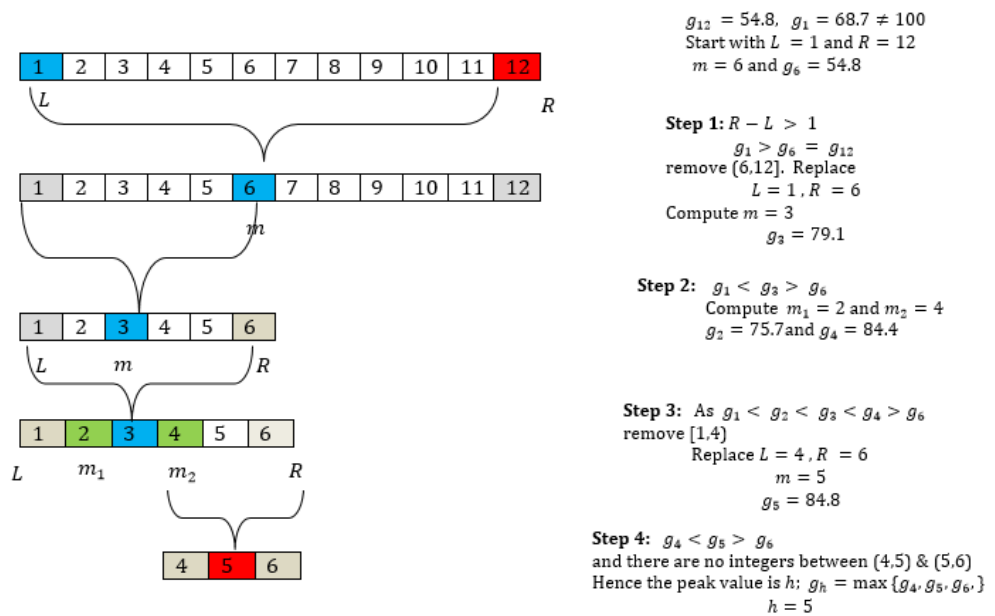 1 2 3 4 5 6 7 8 9 10 11 12
L R
1 2 3 4 5 6 7 8 9 10 11 12
m
1 2 3 4 5 6
L m R
1 2 3 4 5 6
L m₁ m₂ R
4 5 6
g₁₂ = 54.8, g₁ = 68.7 ≠ 100
Start with L = 1 and R = 12
m = 6 and g₆ = 54.8
Step 1: R − L > 1
g₁ > g₆ = g₁₂
remove (6,12]. Replace
L = 1 , R = 6
Compute m = 3
g₃ = 79.1
Step 2: g₁ < g₃ > g₆
Compute m₁ = 2 and m₂ = 4
g₂ = 75.7and g₄ = 84.4
Step 3: As g₁ < g₂ < g₃ < g₄ > g₆
remove [1,4)
Replace L = 4 , R = 6
m = 5
g₅ = 84.8
Step 4: g₄ < g₅ > g₆
and there are no integers between (4,5) & (5,6)
Hence the peak value is h; gₕ = max {g₄, g₅, g₆, }
h = 5